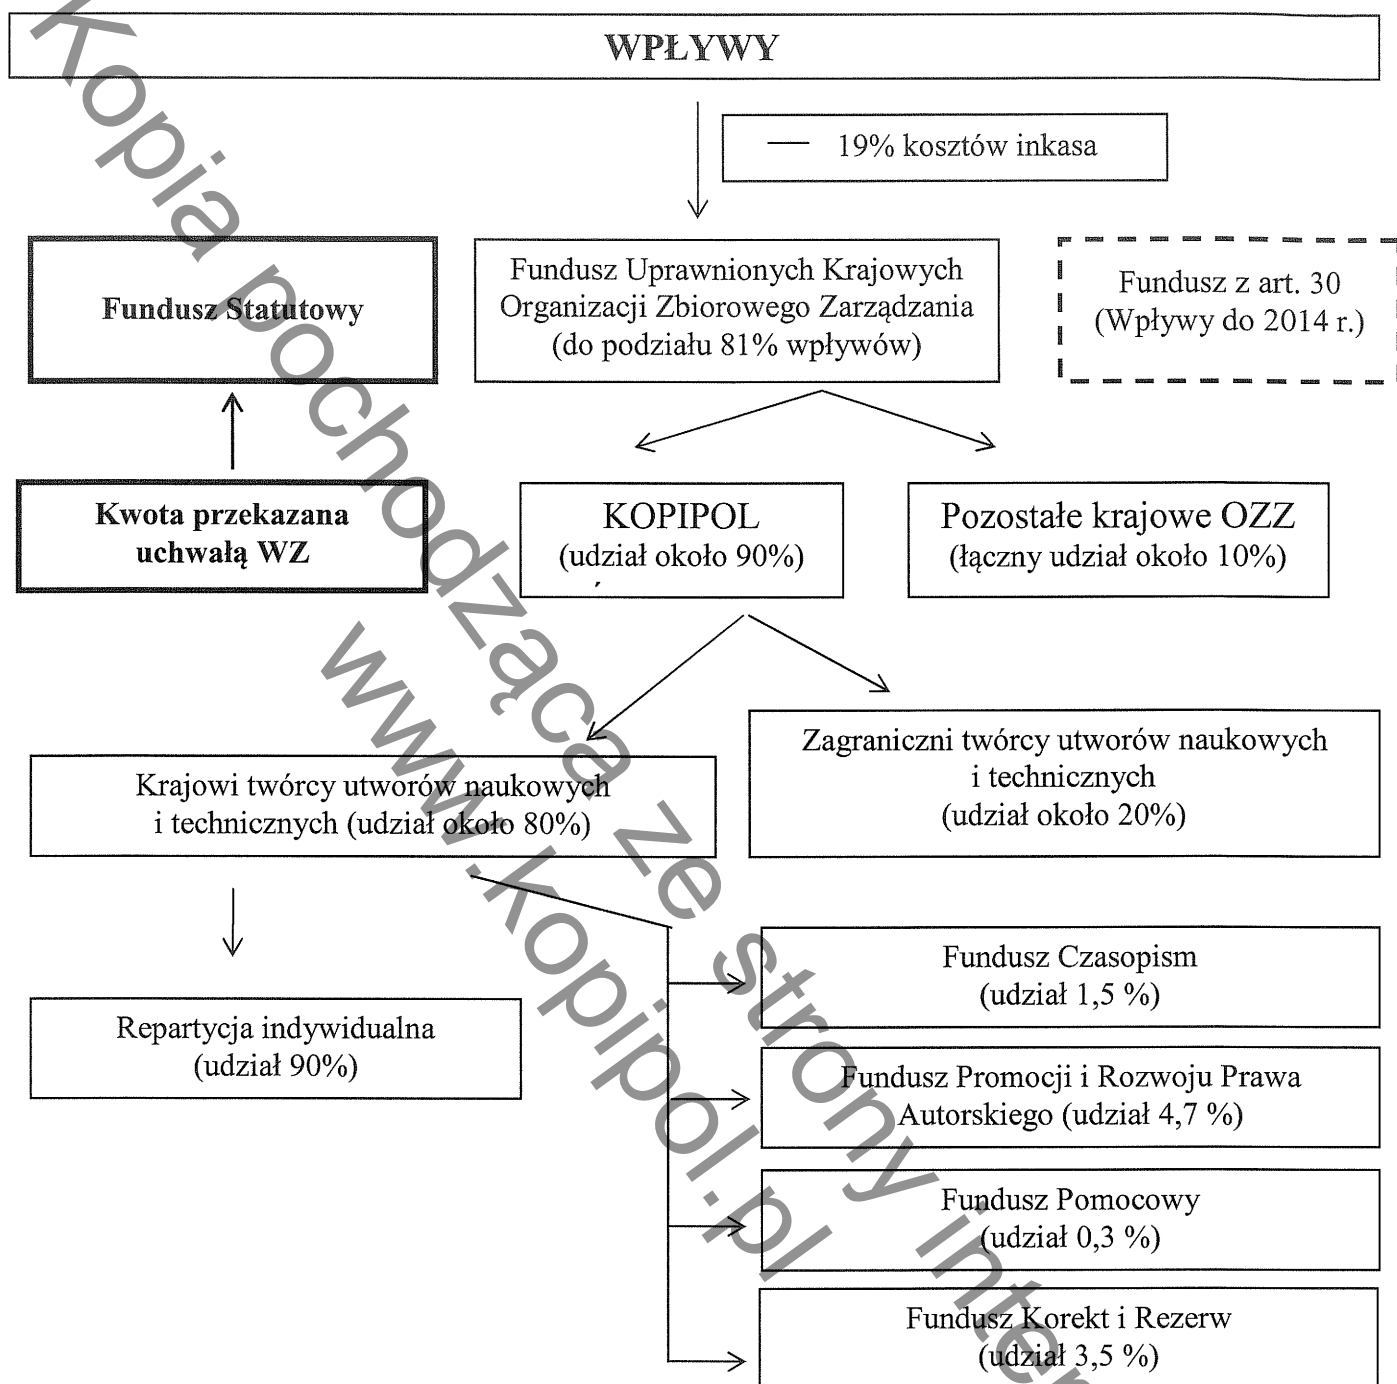 WPŁYWY
— 19% kosztów inkasa
Fundusz Statutowy
Fundusz Uprawnionych Krajowych
Organizacji Zbiorowego Zarządzania
(do podziału 81% wpływów)
Fundusz z art. 30
(Wpływy do 2014 r.)
Kwota przekazana
uchwałą WZ
KOPIPOL
(udział około 90%)
Pozostałe krajowe OZZ
(łączny udział około 10%)
Krajowi twórcy utworów naukowych
i technicznych (udział około 80%)
Zagraniczni twórcy utworów naukowych
i technicznych
(udział około 20%)
Repartycja indywidualna
(udział 90%)
Fundusz Czasopism
(udział 1,5 %)
Fundusz Promocji i Rozwoju Prawa
Autorskiego (udział 4,7 %)
Fundusz Pomocowy
(udział 0,3 %)
Fundusz Korekt i Rezerw
(udział 3,5 %)
Kopia pochodząca ze strony
www.kopipol.pl